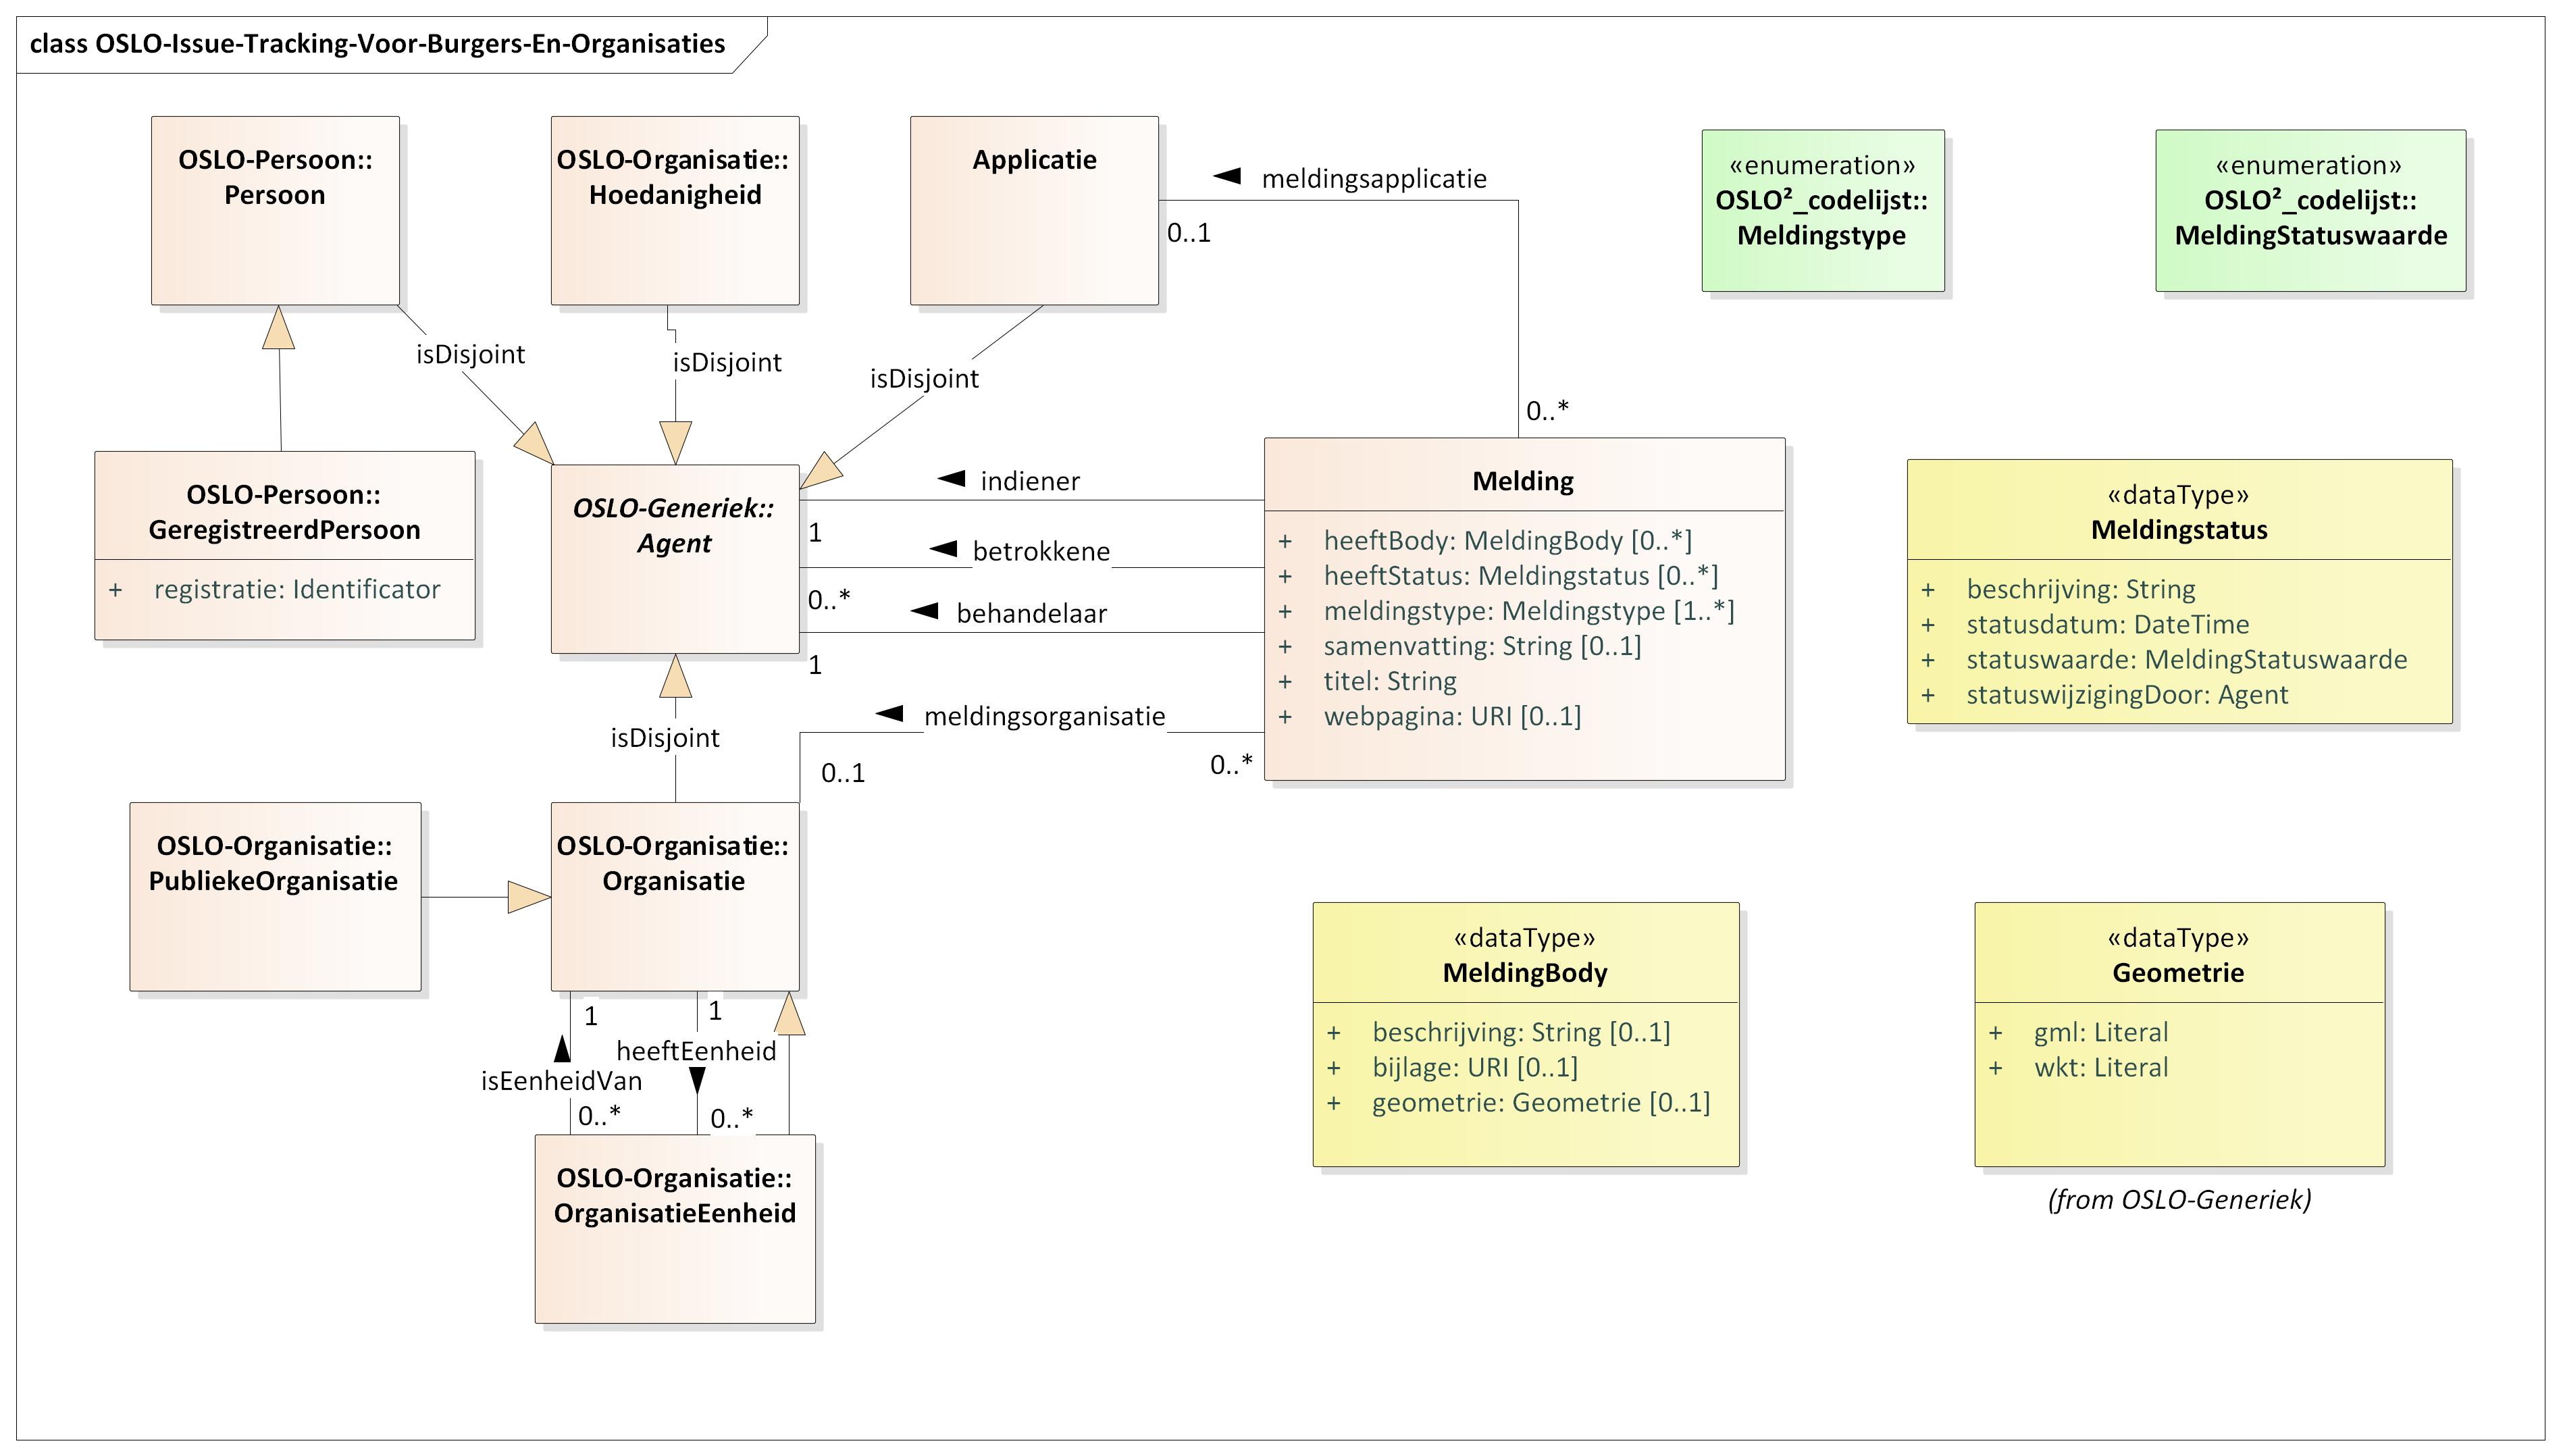 class OSLO-Issue-Tracking-Voor-Burgers-En-Organisaties
OSLO-Persoon::
Persoon
OSLO-Organisatie::
Hoedanigheid
Applicatie
meldingsapplicatie
0..1
0..*
«enumeration»
OSLO²_codelijst::
Meldingstype
«enumeration»
OSLO²_codelijst::
MeldingStatuswaarde
isDisjoint
isDisjoint
isDisjoint
OSLO-Persoon::
GeregistreerdPersoon
+ registratie: Identificator
OSLO-Generiek::
Agent
indiener
1
betrokkene
0..*
behandelaar
1
meldingsorganisatie
0..1
0..*
Melding
+ heeftBody: MeldingBody [0..*]
+ heeftStatus: Meldingstatus [0..*]
+ meldingstype: Meldingstype [1..*]
+ samenvatting: String [0..1]
+ titel: String
+ webpagina: URI [0..1]
«dataType»
Meldingstatus
+ beschrijving: String
+ statusdatum: DateTime
+ statuswaarde: MeldingStatuswaarde
+ statuswijzigingDoor: Agent
isDisjoint
OSLO-Organisatie::
PubliekeOrganisatie
OSLO-Organisatie::
Organisatie
1
1
heeftEenheid
isEenheidVan
0..*
0..*
OSLO-Organisatie::
OrganisatieEenheid
«dataType»
MeldingBody
+ beschrijving: String [0..1]
+ bijlage: URI [0..1]
+ geometrie: Geometrie [0..1]
«dataType»
Geometrie
+ gml: Literal
+ wkt: Literal
(from OSLO-Generiek)